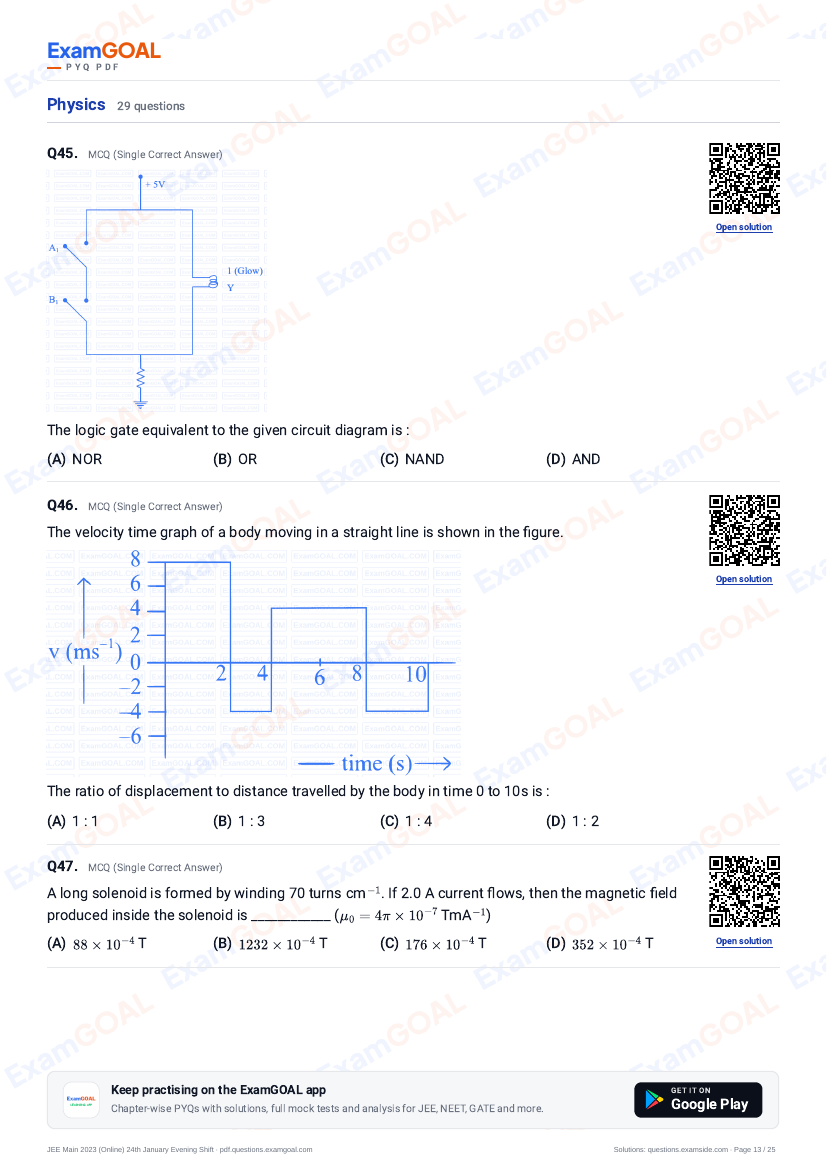 ExamGOAL
PYQ PDF
Physics 29 questions
Q45. MCQ (Single Correct Answer)
Open solution
+ 5V
A₁
1 (Glow)
Y
B₁
The logic gate equivalent to the given circuit diagram is :
(A) NOR (B) OR (C) NAND (D) AND
Q46. MCQ (Single Correct Answer)
Open solution
The velocity time graph of a body moving in a straight line is shown in the figure.
8
6
4
2
v (ms⁻¹) 0
2 4 6 8 10
−2
−4
−6
time (s)
The ratio of displacement to distance travelled by the body in time 0 to 10s is :
(A) 1 : 1 (B) 1 : 3 (C) 1 : 4 (D) 1 : 2
Q47. MCQ (Single Correct Answer)
Open solution
A long solenoid is formed by winding 70 turns cm⁻¹. If 2.0 A current flows, then the magnetic field
produced inside the solenoid is ___________ (μ₀ = 4π × 10⁻⁷ TmA⁻¹)
(A) 88 × 10⁻⁴ T (B) 1232 × 10⁻⁴ T (C) 176 × 10⁻⁴ T (D) 352 × 10⁻⁴ T
ExamGOAL
Keep practising on the ExamGOAL app
Chapter-wise PYQs with solutions, full mock tests and analysis for JEE, NEET, GATE and more.
GET IT ON
Google Play
JEE Main 2023 (Online) 24th January Evening Shift · pdf.questions.examgoal.com
Solutions: questions.examside.com · Page 13 / 25